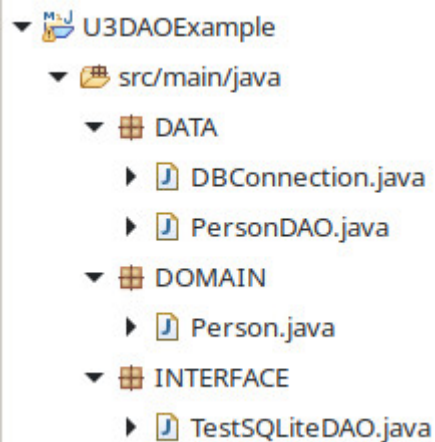 U3DAOExample
src/main/java
DATA
DBConnection.java
PersonDAO.java
DOMAIN
Person.java
INTERFACE
TestSQLiteDAO.java